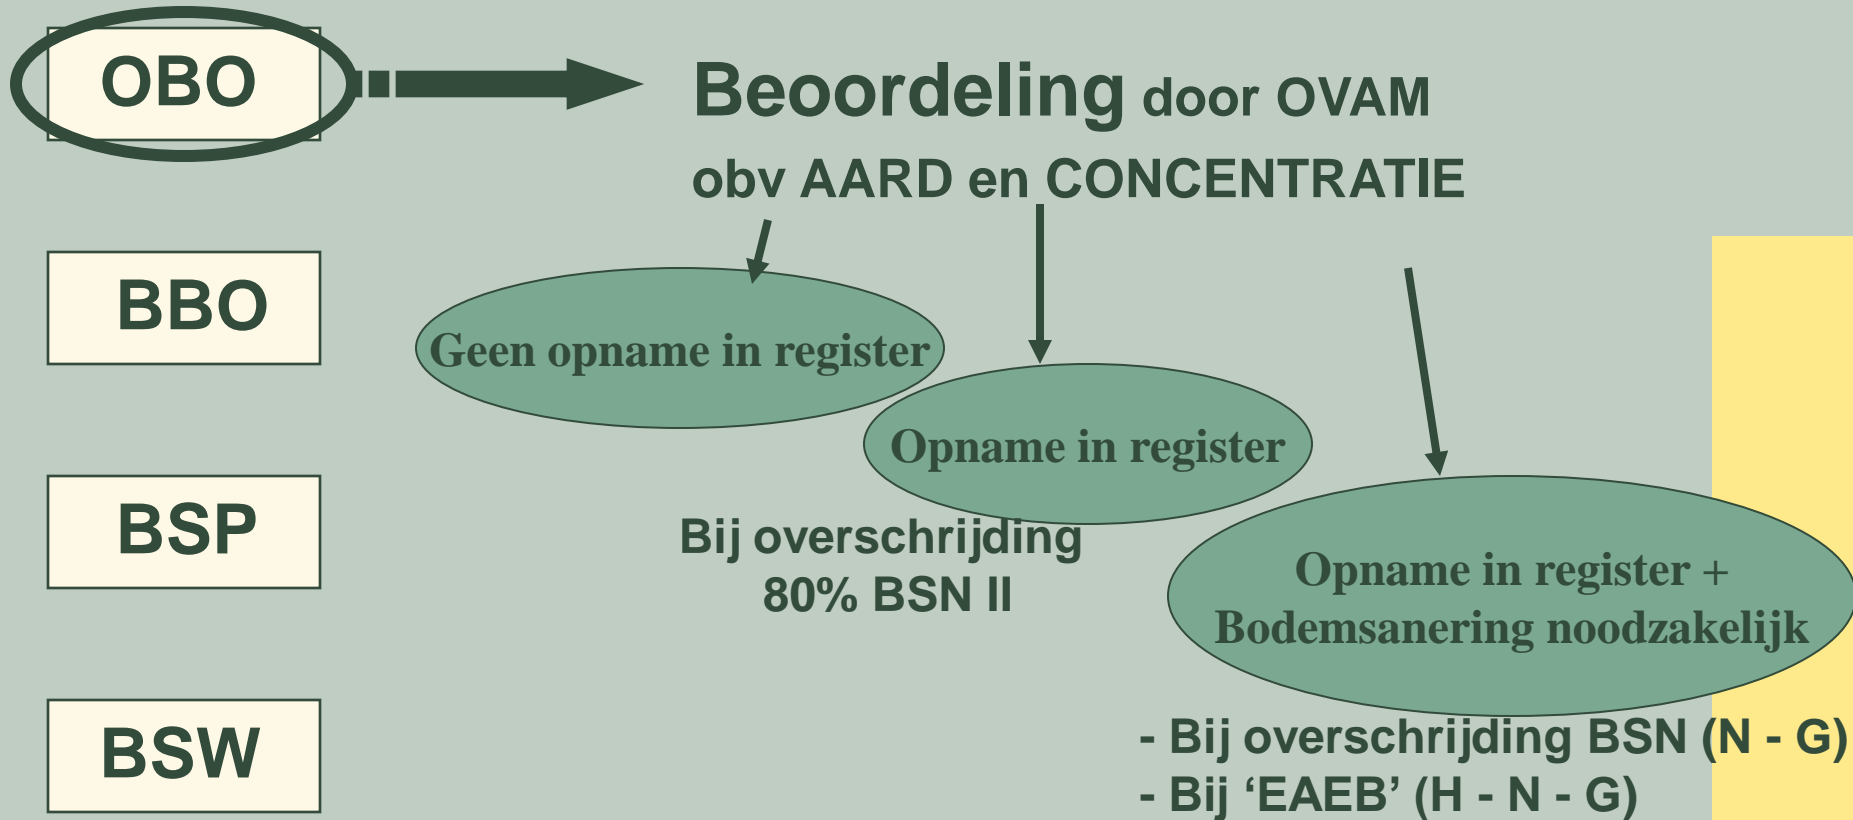 OBO
Beoordeling door OVAM
obv AARD en CONCENTRATIE
BBO
Geen opname in register
Opname in register
BSP
Bij overschrijding
80% BSN II
Opname in register +
Bodemsanering noodzakelijk
BSW
- Bij overschrijding BSN (N - G)
- Bij ‘EAEB’ (H - N - G)